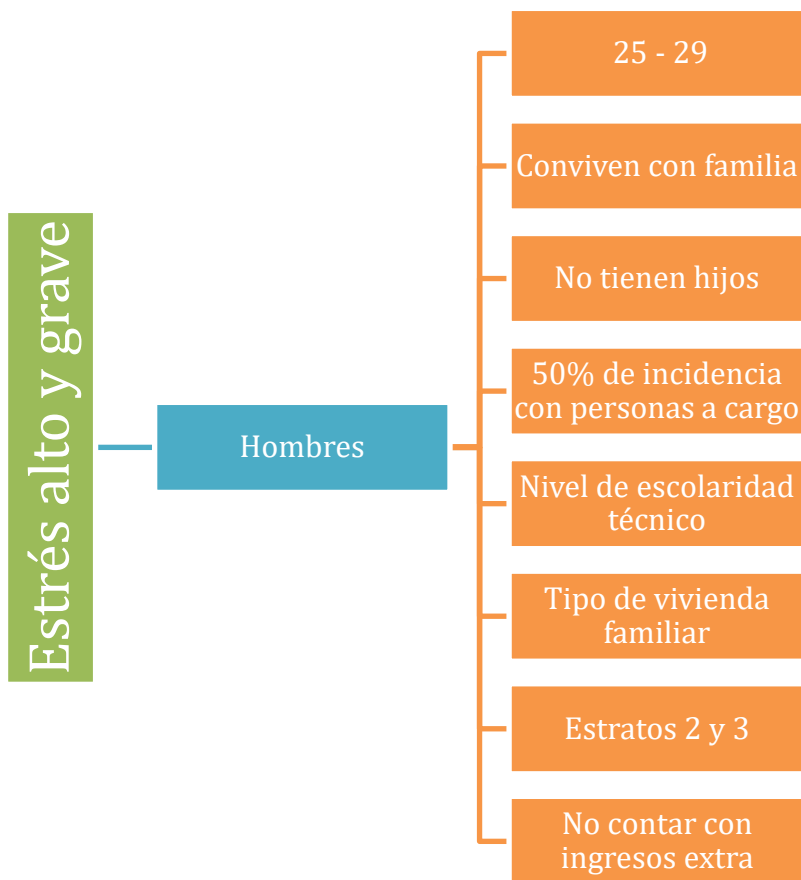 Estrés alto y grave
Hombres
25 - 29
Conviven con familia
No tienen hijos
50% de incidencia
con personas a cargo
Nivel de escolaridad
técnico
Tipo de vivienda
familiar
Estratos 2 y 3
No contar con
ingresos extra